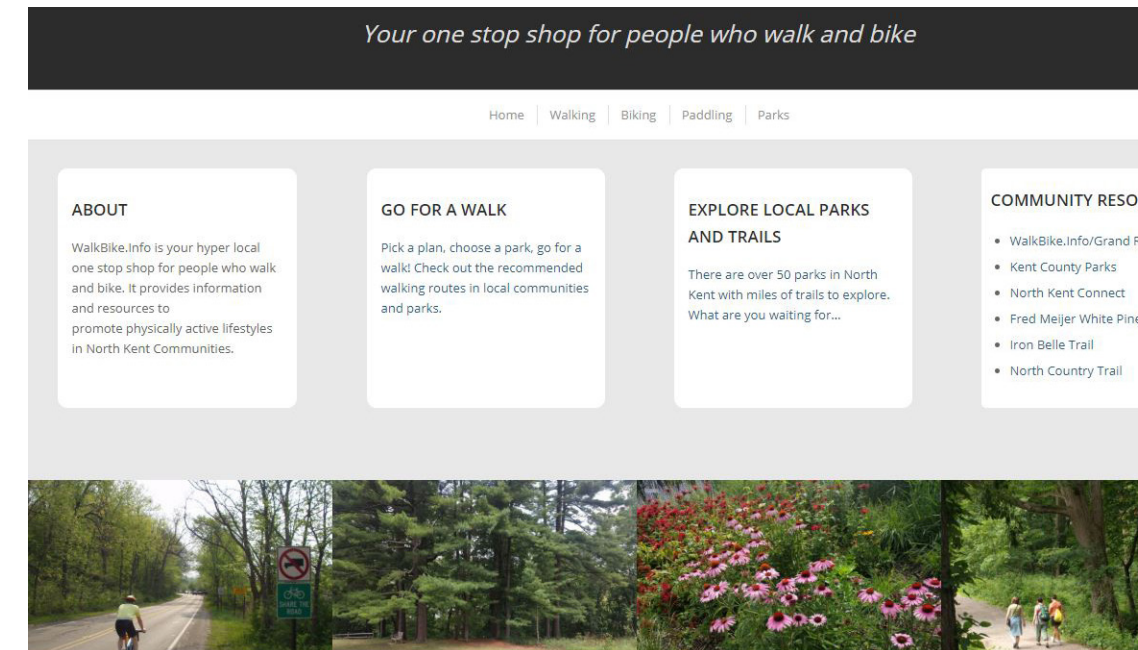 Your one stop shop for people who walk and bike
Home
Walking
Biking
Paddling
Parks
ABOUT
WalkBike.Info is your hyper local
one stop shop for people who walk
and bike. It provides information
and resources to
promote physically active lifestyles
in North Kent Communities.
GO FOR A WALK
Pick a plan, choose a park, go for a
walk! Check out the recommended
walking routes in local communities
and parks.
EXPLORE LOCAL PARKS
AND TRAILS
There are over 50 parks in North
Kent with miles of trails to explore.
What are you waiting for...
COMMUNITY RESO
WalkBike.Info/Grand
Kent County Parks
North Kent Connect
Fred Meijer White Pine
Iron Belle Trail
North Country Trail
SHARE THE
ROAD